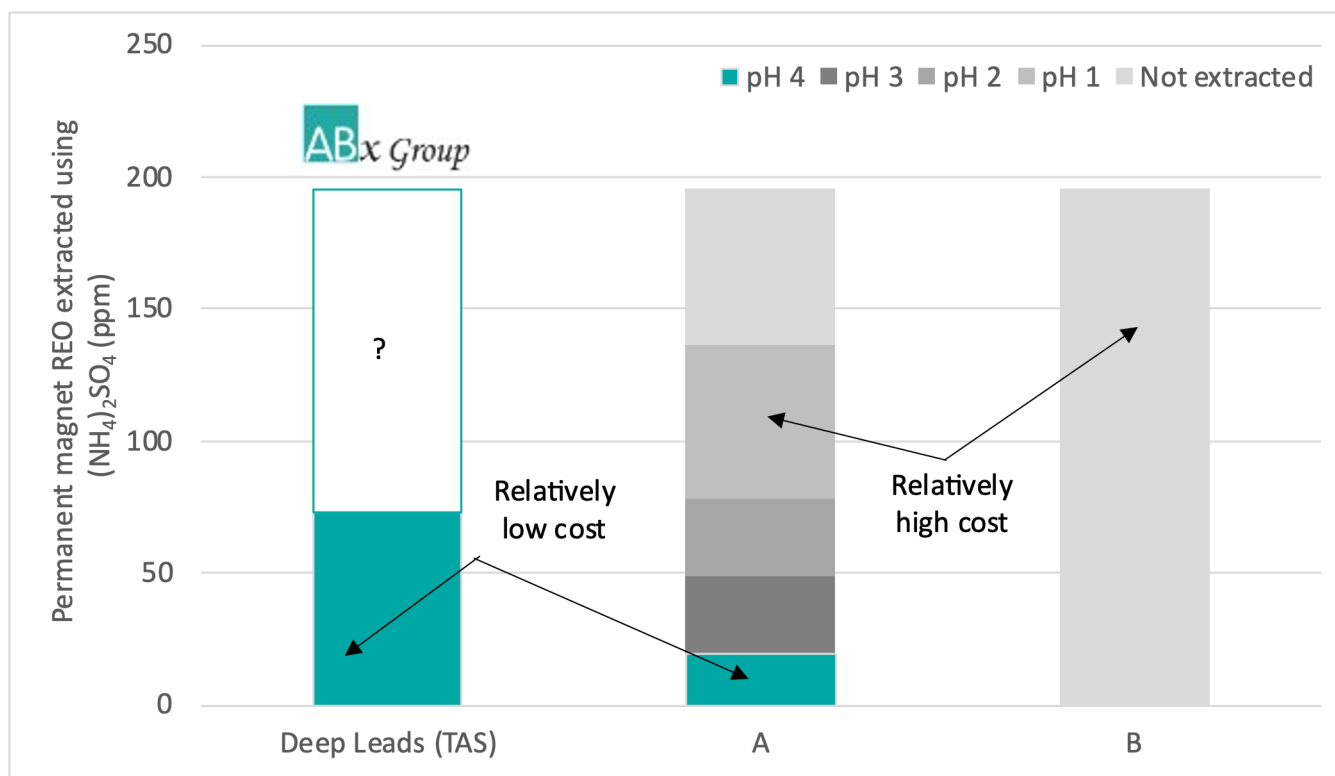 Permanent magnet REO extracted using
(NH₄)₂SO₄ (ppm)
250
200
150
100
50
0
pH 4 pH 3 pH 2 pH 1 Not extracted
ABx Group
?
Relatively
low cost
Relatively
high cost
Deep Leads (TAS) A B